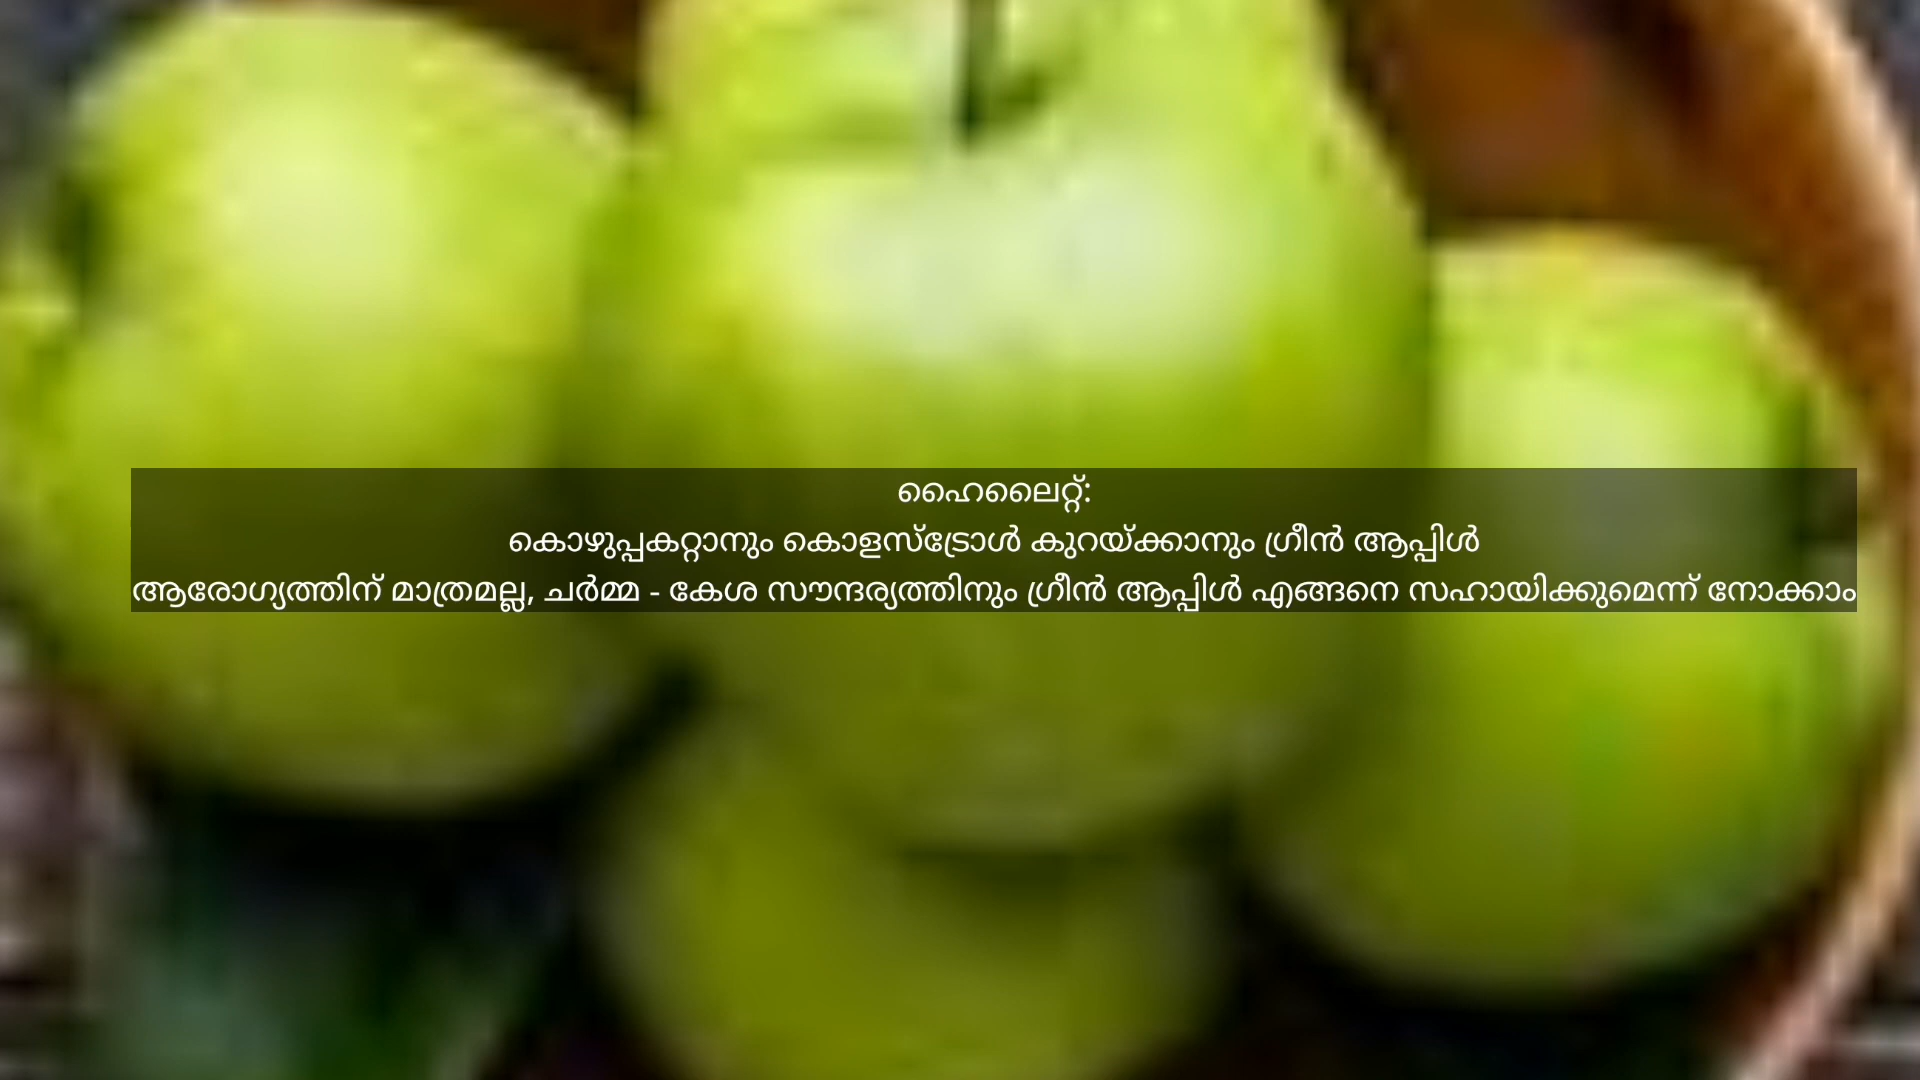 ഹൈലൈറ്റ്:
കൊഴുപ്പകറ്റാനും കൊളസ്ട്രോൾ കുറയ്ക്കാനും ഗ്രീൻ ആപ്പിൾ
ആരോഗ്യത്തിന് മാത്രമല്ല, ചർമ്മ - കേശ സൗന്ദര്യത്തിനും ഗ്രീൻ ആപ്പിൾ എങ്ങനെ സഹായിക്കുമെന്ന് നോക്കാം